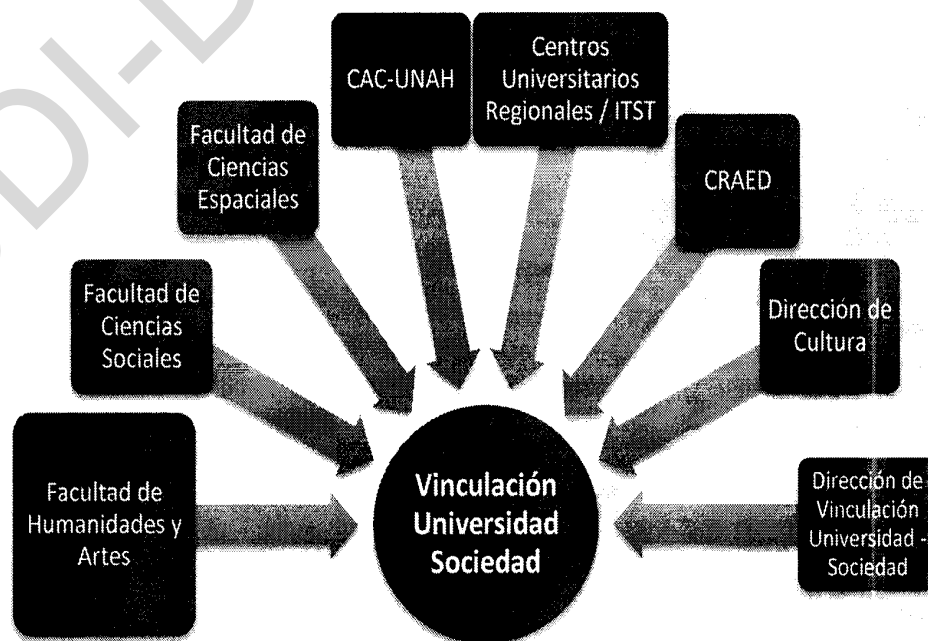 DI-D
CAC-UNAH
Centros
Universitarios
Regionales / ITST
Facultad de
Ciencias
Espaciales
CRAED
Facultad de
Ciencias
Sociales
Dirección de
Cultura
Facultad de
Humanidades y
Artes
Vinculación
Universidad
Sociedad
Dirección de
Vinculación
Universidad -
Sociedad